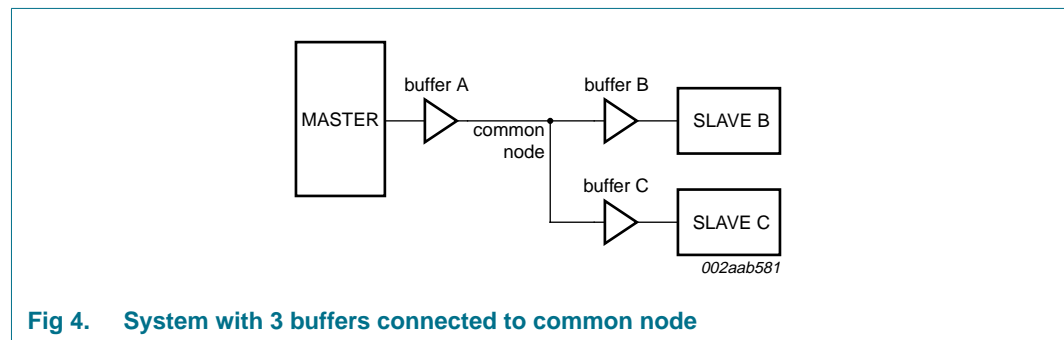 buffer A
buffer B
MASTER
SLAVE B
common
node
buffer C
SLAVE C
002aab581
Fig 4. System with 3 buffers connected to common node